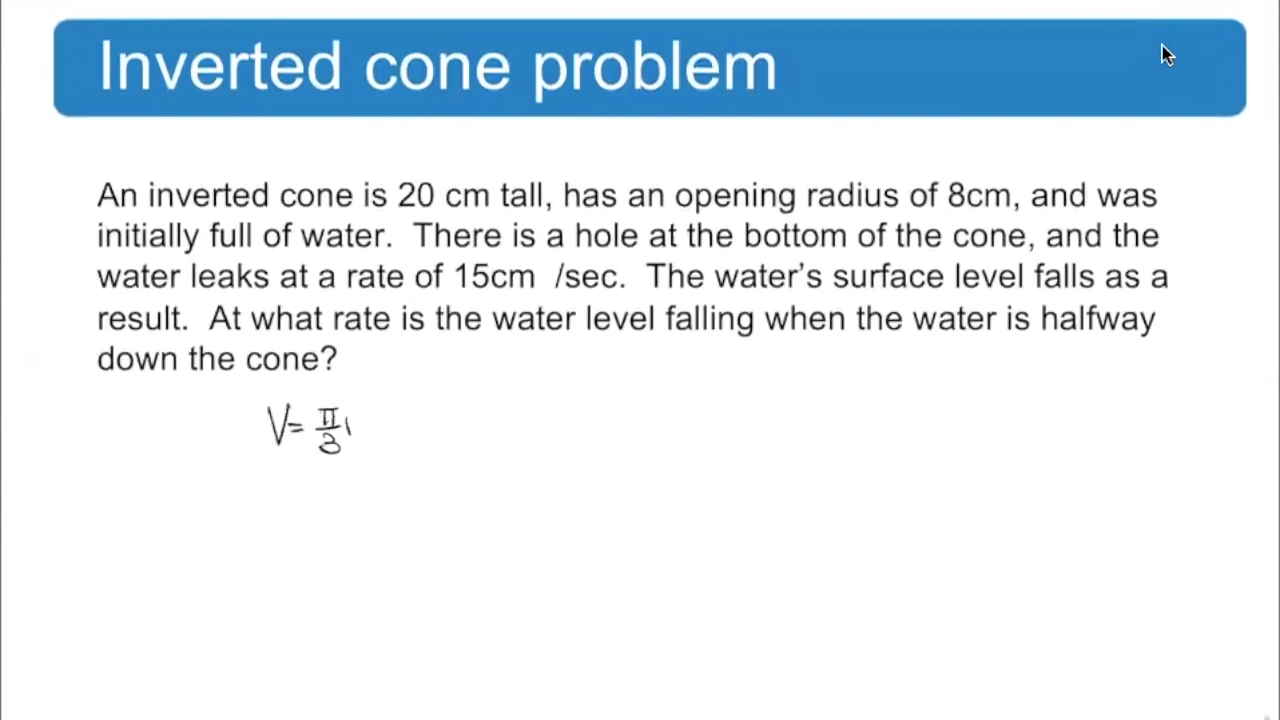 Inverted cone problem
An inverted cone is 20 cm tall, has an opening radius of 8cm, and was
initially full of water. There is a hole at the bottom of the cone, and the
water leaks at a rate of 15cm /sec. The water’s surface level falls as a
result. At what rate is the water level falling when the water is halfway
down the cone?
V= π/3